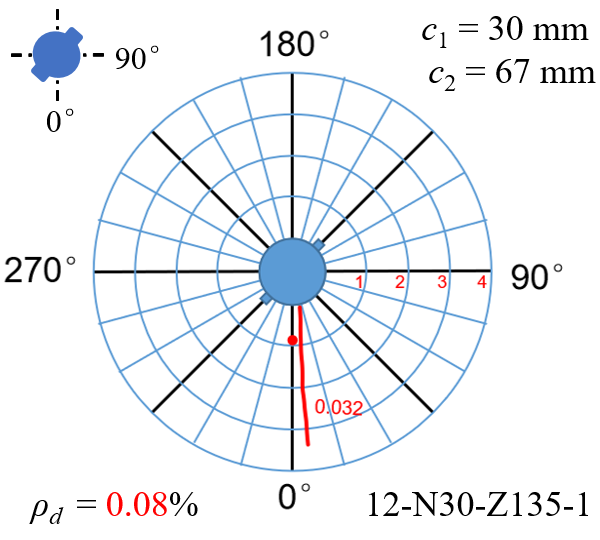 180°
c₁ = 30 mm
c₂ = 67 mm
90°
0°
270°
1 2 3 4
90°
0.032
0°
ρd = 0.08%
12-N30-Z135-1